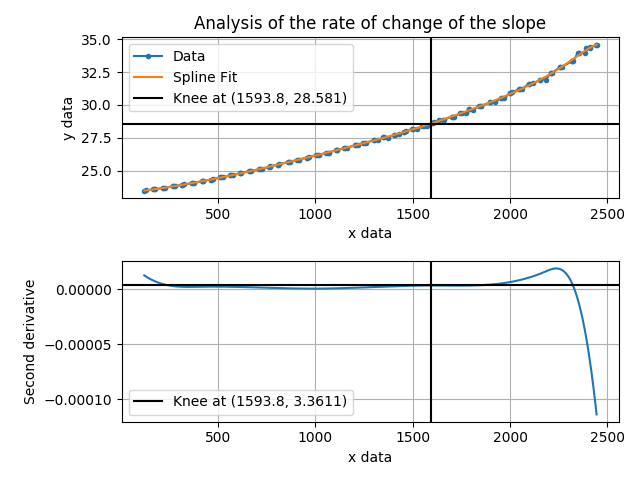 Analysis of the rate of change of the slope
35.0
32.5
30.0
27.5
25.0
y data
Data
Spline Fit
Knee at (1593.8, 28.581)
500 1000 1500 2000 2500
x data
0.00000
−0.00005
−0.00010
Second derivative
Knee at (1593.8, 3.3611)
500 1000 1500 2000 2500
x data